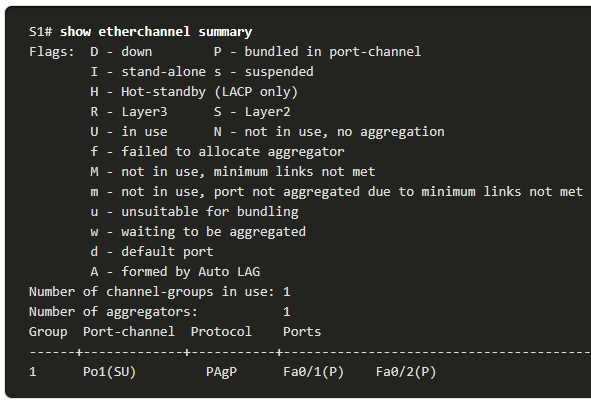 S1# show etherchannel summary
Flags:  D - down        P - bundled in port-channel
        I - stand-alone s - suspended
        H - Hot-standby (LACP only)
        R - Layer3      S - Layer2
        U - in use      N - not in use, no aggregation
        f - failed to allocate aggregator
        M - not in use, minimum links not met
        m - not in use, port not aggregated due to minimum links not met
        u - unsuitable for bundling
        w - waiting to be aggregated
        d - default port
        A - formed by Auto LAG
Number of channel-groups in use: 1
Number of aggregators:           1
Group  Port-channel  Protocol    Ports
------+-------------+-----------+----------------------------------------
1      Po1(SU)         PAgP      Fa0/1(P)    Fa0/2(P)